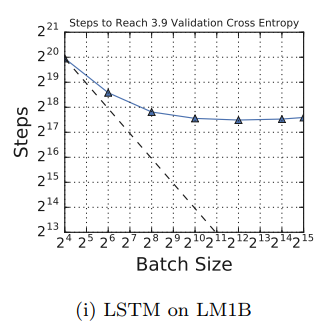 Steps to Reach 3.9 Validation Cross Entropy
Steps
2^21
2^20
2^19
2^18
2^17
2^16
2^15
2^14
2^13
2^4 2^5 2^6 2^7 2^8 2^9 2^10 2^11 2^12 2^13 2^14 2^15
Batch Size
(i) LSTM on LM1B